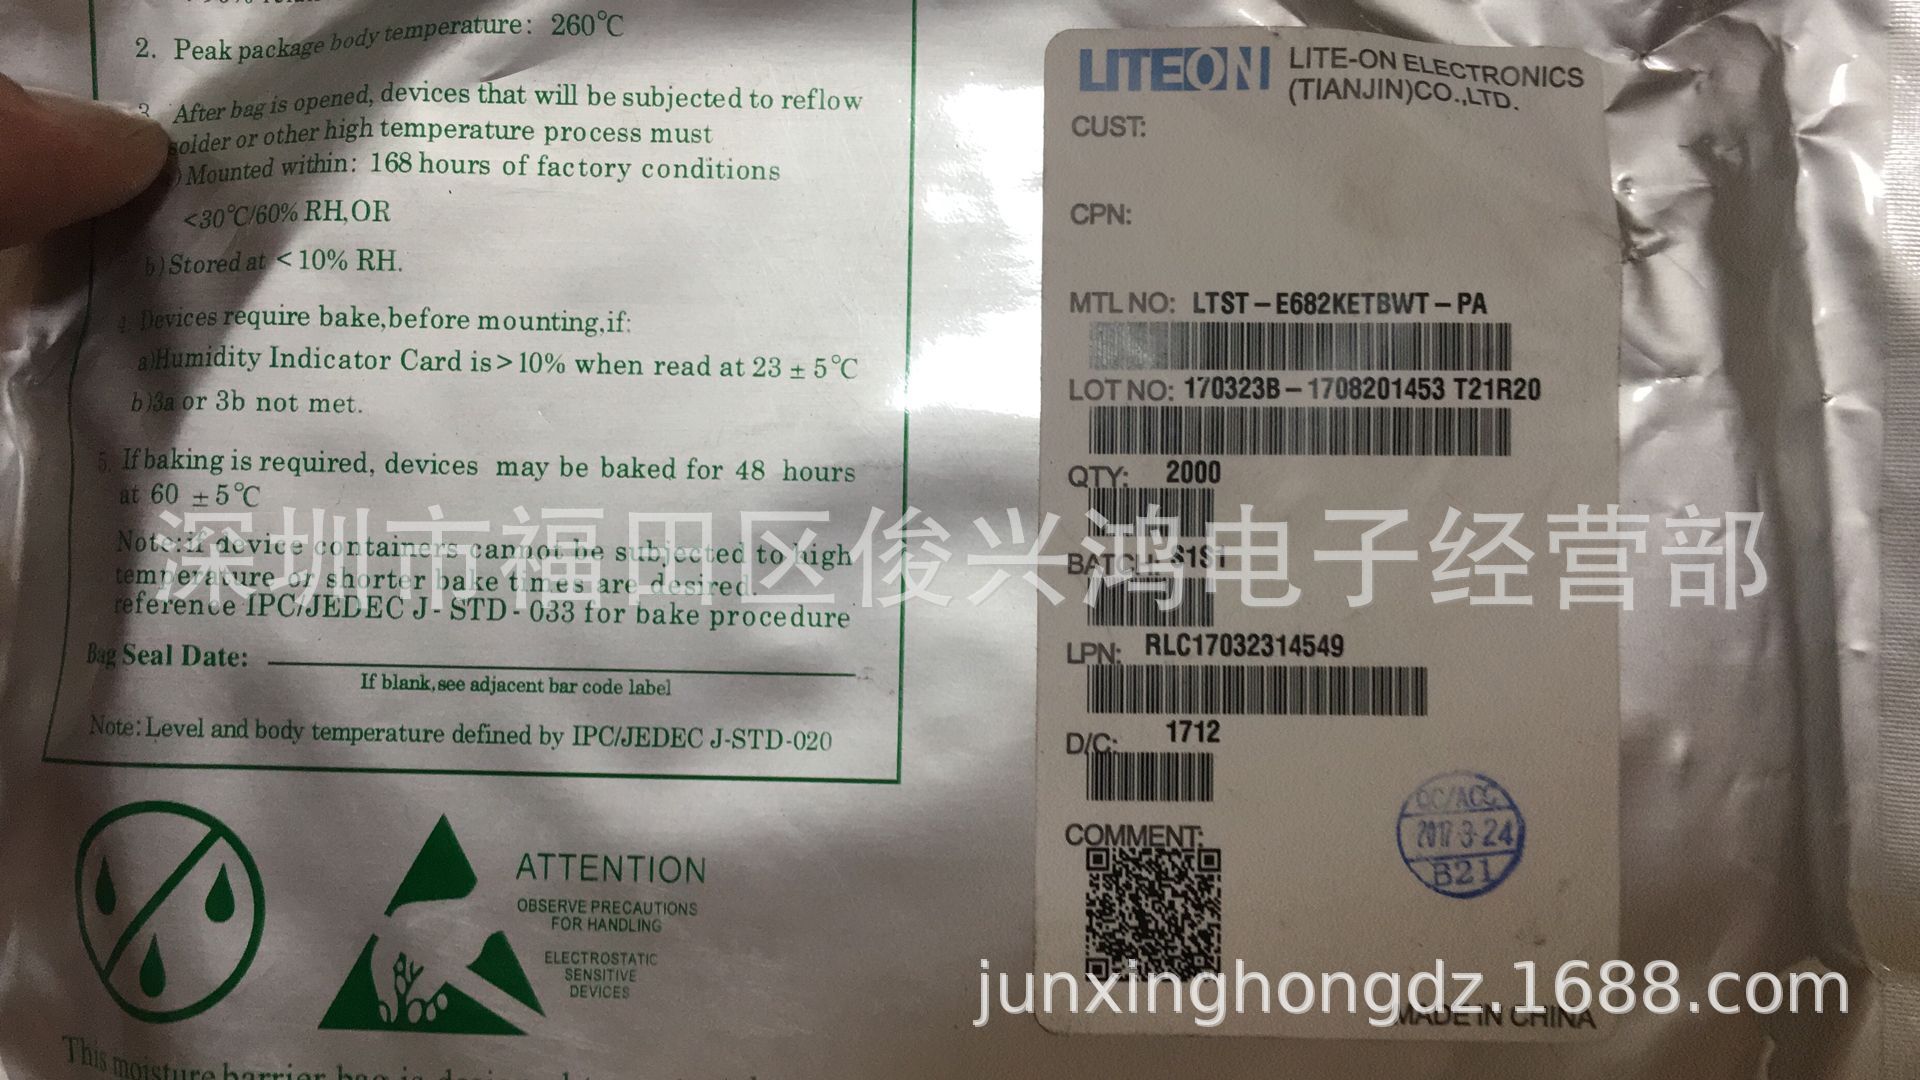 2. Peak package body temperature: 260℃
3. After bag is opened, devices that will be subjected to reflow
solder or other high temperature process must
) Mounted within: 168 hours of factory conditions
<30℃/60% RH, OR
b) Stored at <10% RH.
4. Devices require bake,before mounting,if:
a)Humidity Indicator Card is>10% when read at 23 ± 5℃
b)3a or 3b not met.
5. If baking is required, devices may be baked for 48 hours
at 60 ±5℃
Note:if device containers cannot be subjected to high
temperature or shorter bake times are desired.
reference IPC/JEDEC J-STD-033 for bake procedure
Bag Seal Date:
If blank,see adjacent bar code label
Note:Level and body temperature defined by IPC/JEDEC J-STD-020
ATTENTION
OBSERVE PRECAUTIONS
FOR HANDLING
ELECTROSTATIC
SENSITIVE
DEVICES
This moisture barrier bag is
LITEON
LITE-ON ELECTRONICS
(TIANJIN)CO.,LTD.
CUST:
CPN:
MTL NO: LTST-E682KETBWT-PA
LOT NO: 170323B-1708201453 T21R20
QTY: 2000
BATCH: S1S1
LPN: RLC17032314549
D/C: 1712
COMMENT:
QC/ACC
2017-3-24
B21
MADE IN CHINA
深圳市福田区俊兴鸿电子经营部
junxinghongdz.1688.com